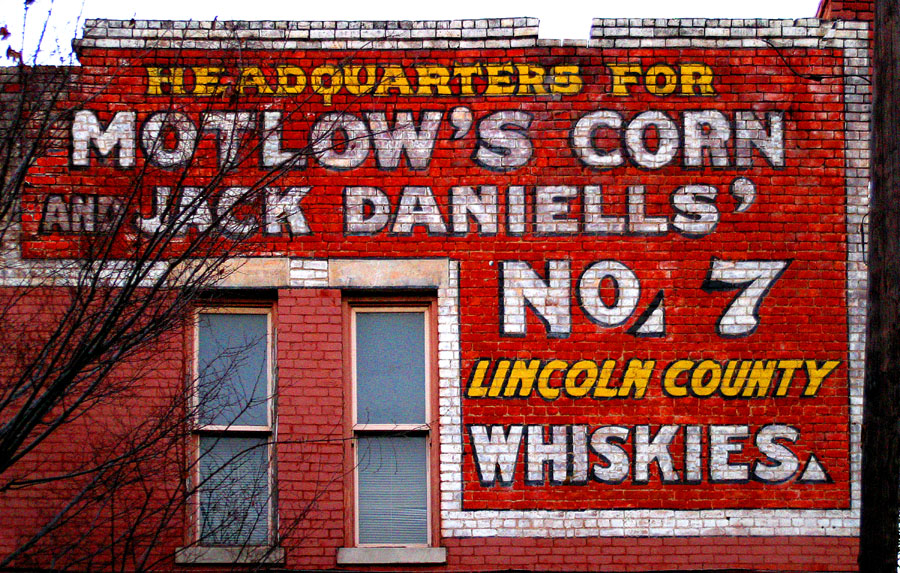 HEADQUARTERS FOR
MOTLOW'S CORN
AND JACK DANIELLS'
NO. 7
LINCOLN COUNTY
WHISKIES.